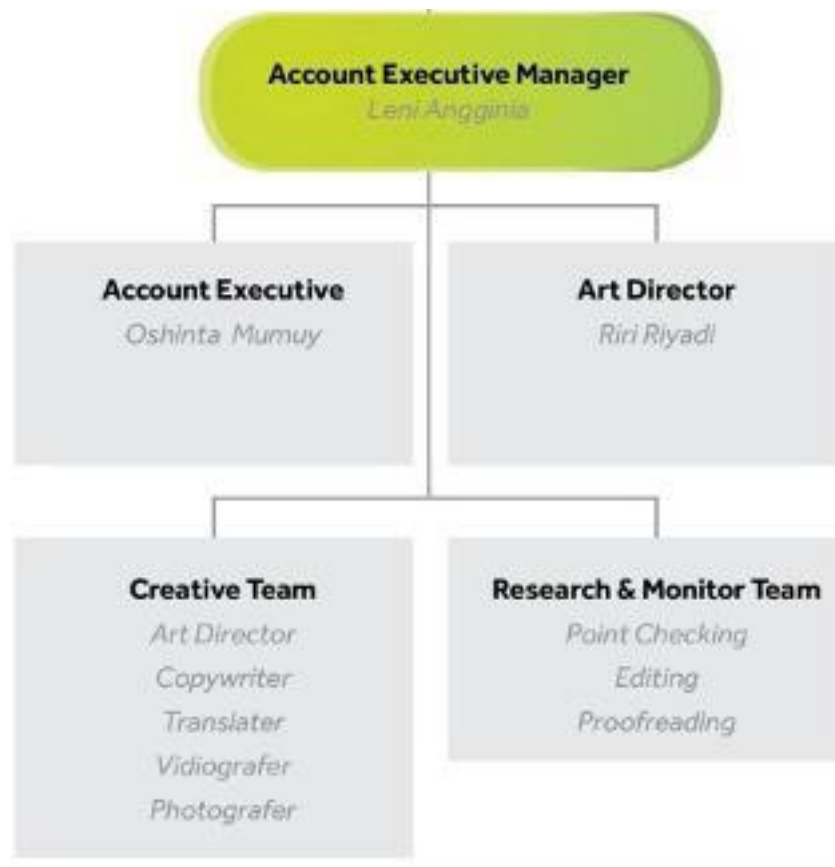 Account Executive Manager
Leni Angginia
Account Executive
Oshinta Mumuy
Art Director
Riri Riyadi
Creative Team
Art Director
Copywriter
Translater
Vidiografer
Photografer
Research & Monitor Team
Point Checking
Editing
Proofreading